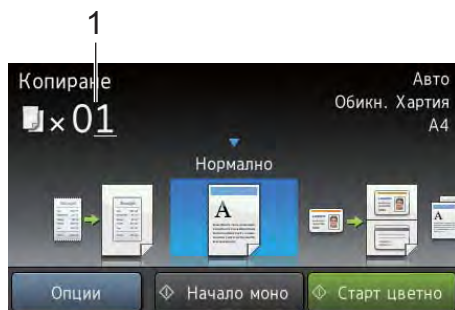 1
Копиране
Авто
Обикн. Хартия
A4
×01
Нормално
A
Опции
Начало моно
Старт цветно